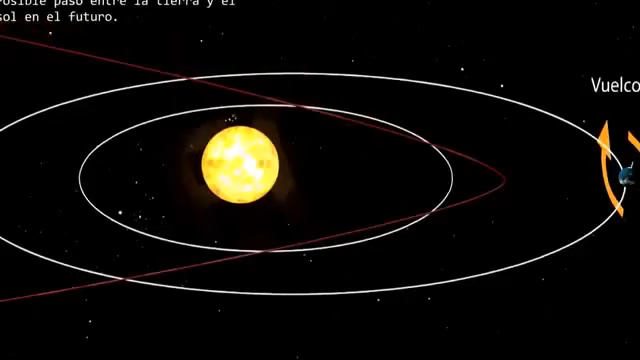 Posible paso entre la tierra y el
sol en el futuro.
Vuelco